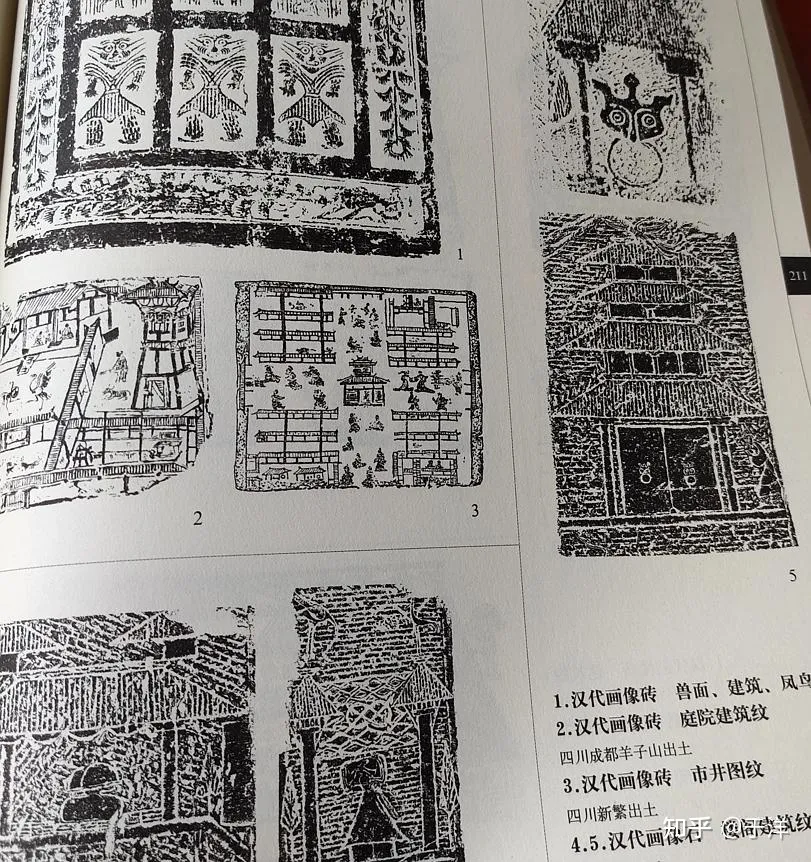 1
211
2
3
5
1.汉代画像砖 兽面、建筑、凤鸟
2.汉代画像砖 庭院建筑纹
四川成都羊子山出土
3.汉代画像砖 市井图纹
四川新繁出土
4.5.汉代画像石 建筑纹
知乎